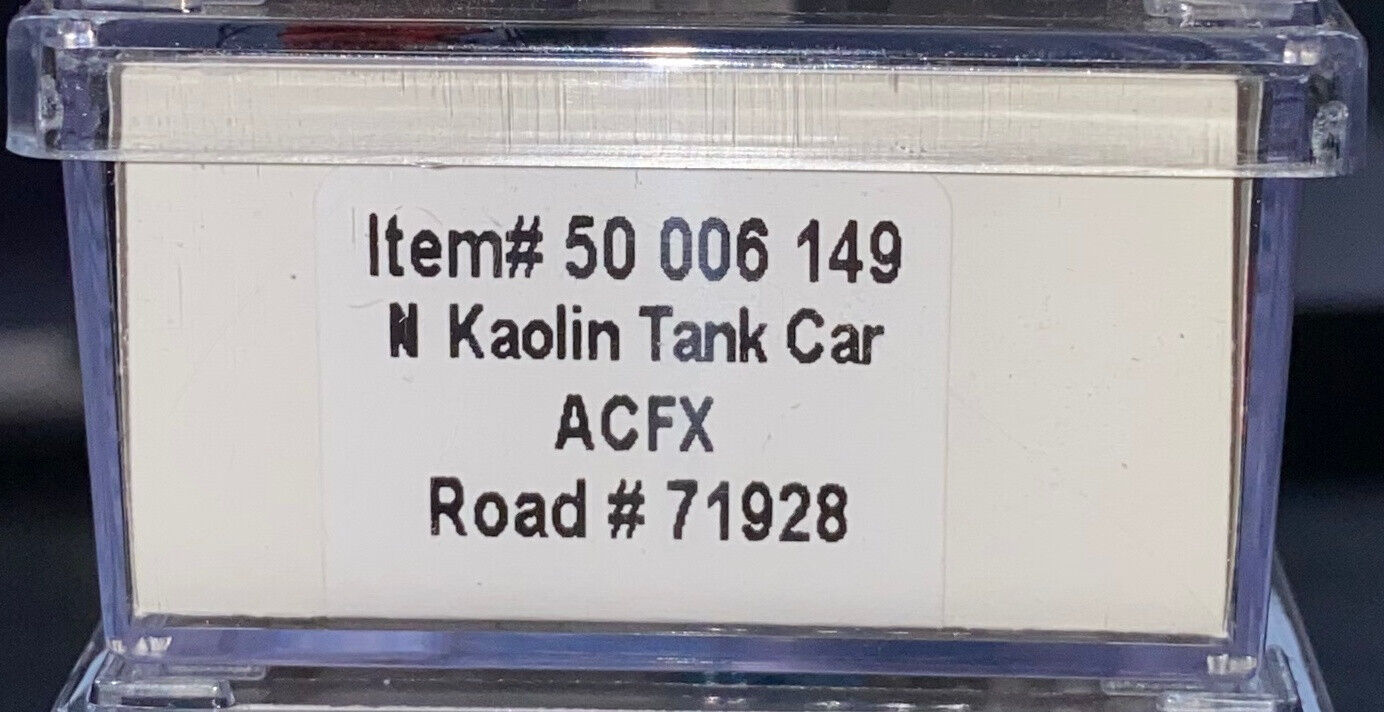 Item# 50 006 149
N Kaolin Tank Car
ACFX
Road # 71928